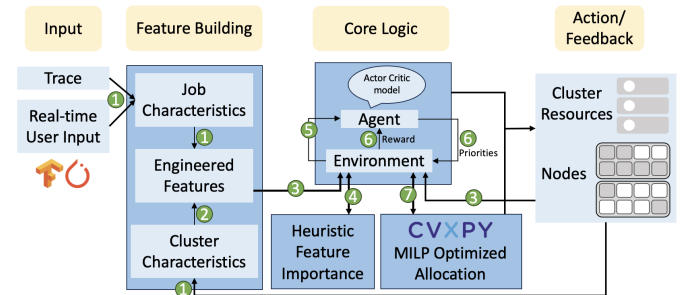 Input
Feature Building
Core Logic
Action/
Feedback
Trace
Real-time
User Input
1
Job
Characteristics
1
Engineered
Features
2
Cluster
Characteristics
1
3
Actor Critic
model
Agent
5
6
Reward
6
Priorities
Environment
4
7
3
Heuristic
Feature
Importance
CVXPY
MILP Optimized
Allocation
Cluster
Resources
Nodes